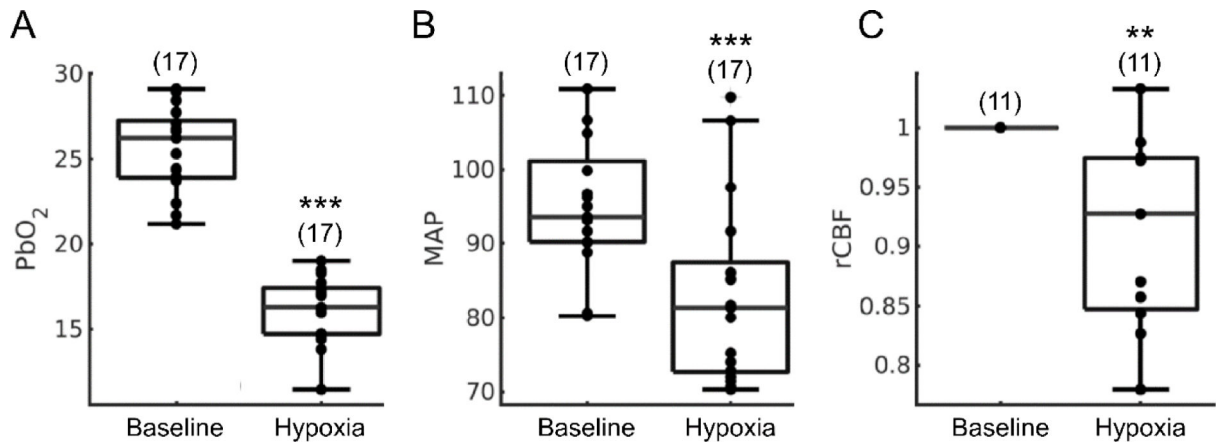 A
(17)
30
25
19
15
PbO2
***
(17)
Baseline
Hypoxia
B
(17)
***
(17)
110
100
90
80
70
MAP
Baseline
Hypoxia
C
(11)
**
(11)
1
0.95
0.9
0.85
0.8
rCBF
Baseline
Hypoxia